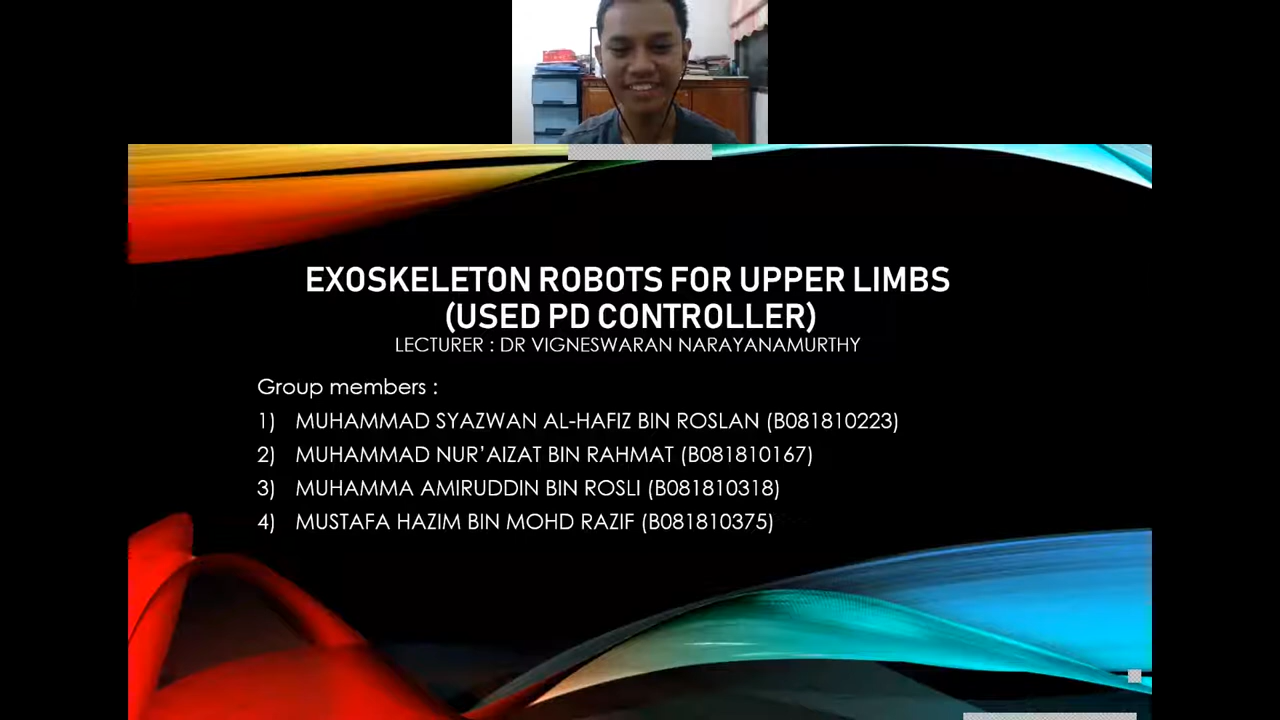 EXOSKELETON ROBOTS FOR UPPER LIMBS
(USED PD CONTROLLER)
LECTURER : DR VIGNESWARAN NARAYANAMURTHY
Group members :
1) MUHAMMAD SYAZWAN AL-HAFIZ BIN ROSLAN (B081810223)
2) MUHAMMAD NUR’AIZAT BIN RAHMAT (B081810167)
3) MUHAMMA AMIRUDDIN BIN ROSLI (B081810318)
4) MUSTAFA HAZIM BIN MOHD RAZIF (B081810375)